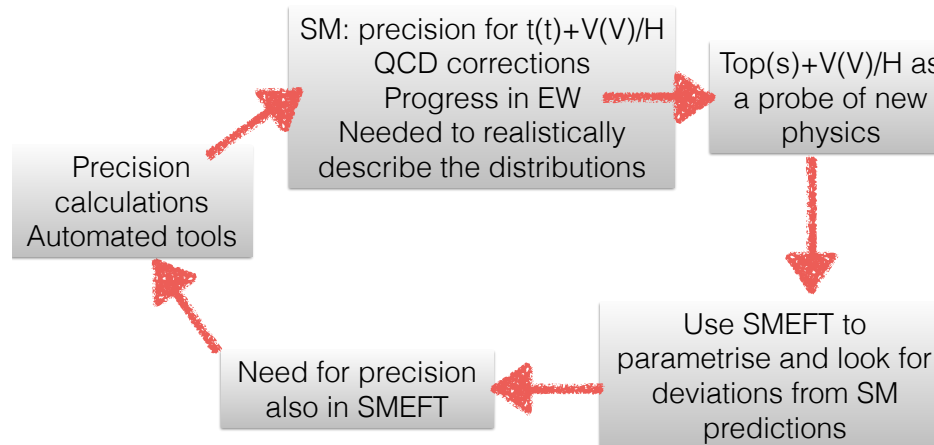 SM: precision for t(t)+V(V)/H
QCD corrections
Progress in EW
Needed to realistically
describe the distributions
Top(s)+V(V)/H as
a probe of new
physics
Use SMEFT to
parametrise and look for
deviations from SM
predictions
Need for precision
also in SMEFT
Precision
calculations
Automated tools